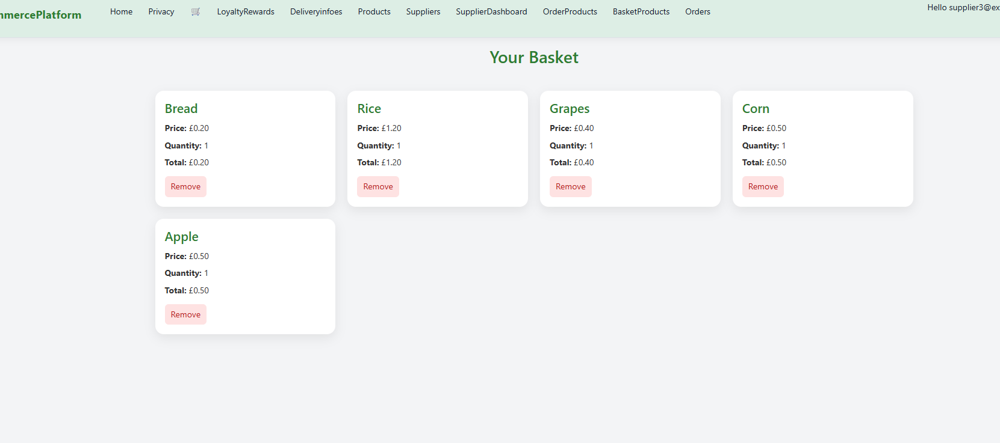 mmercePlatform Home Privacy 🛒 LoyaltyRewards Deliveryinfoes Products Suppliers SupplierDashboard OrderProducts BasketProducts Orders Hello supplier3@ex
Your Basket
Bread
Price: £0.20
Quantity: 1
Total: £0.20
Remove
Rice
Price: £1.20
Quantity: 1
Total: £1.20
Remove
Grapes
Price: £0.40
Quantity: 1
Total: £0.40
Remove
Corn
Price: £0.50
Quantity: 1
Total: £0.50
Remove
Apple
Price: £0.50
Quantity: 1
Total: £0.50
Remove